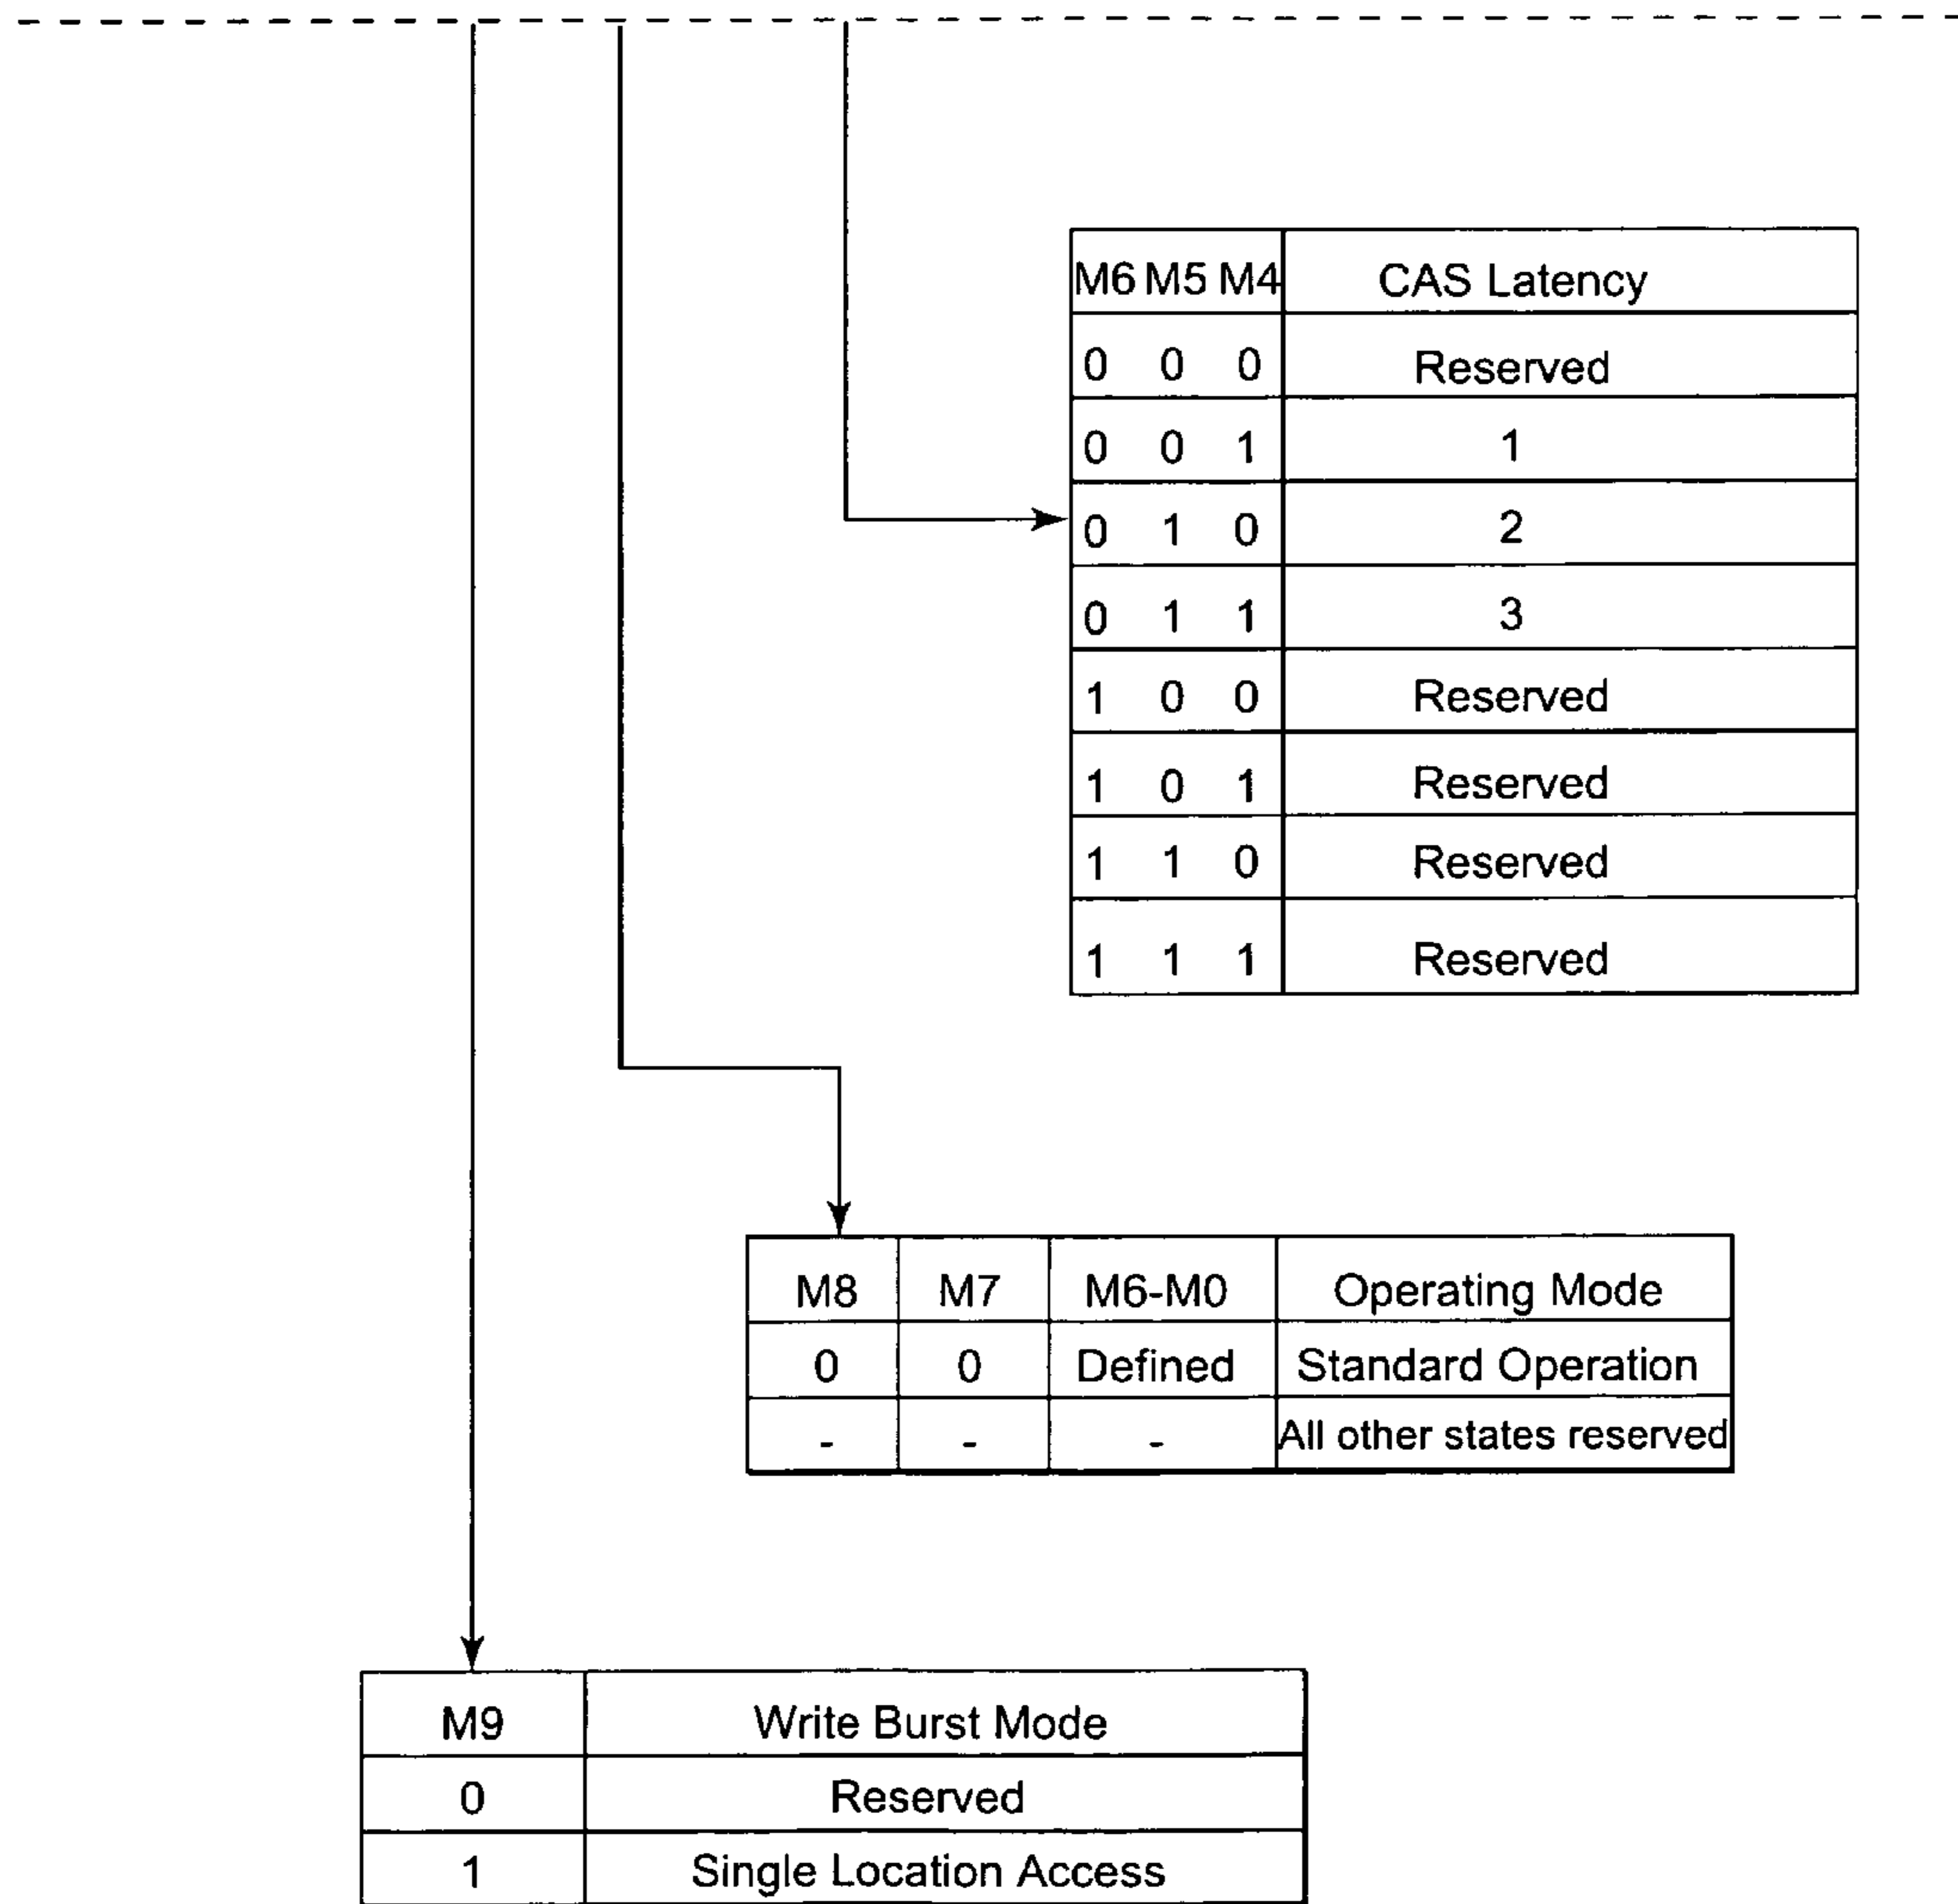 M6 M5 M4 CAS Latency
0 0 0 Reserved
0 0 1 1
0 1 0 2
0 1 1 3
1 0 0 Reserved
1 0 1 Reserved
1 1 0 Reserved
1 1 1 Reserved
M8 M7 M6-M0 Operating Mode
0 0 Defined Standard Operation
- - - All other states reserved
M9 Write Burst Mode
0 Reserved
1 Single Location Access